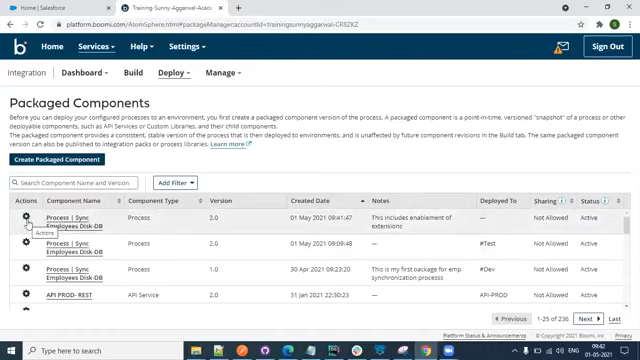 Home | Salesforce
Training-Sunny-Aggarwal-Acac
platform.boomi.com/AtomSphere.html#packageManager;accountId=trainingsunnyaggarwal-CR8ZKZ
S
b
Home
Services
Help
Settings
Sign Out
Integration
Dashboard
Build
Deploy
Manage
Packaged Components
Before you can deploy your configured processes to an environment, you first create a packaged component version of the process. A packaged component is a point-in-time, versioned "snapshot" of a process or other
deployable components, such as API Services or Custom Libraries, and their child components.
The packaged component provides a consistent, stable version of the process that is then deployed to environments, and is unaffected by future component revisions in the Build tab. The same packaged component
version can also be published to integration packs or process libraries. Learn more
Create Packaged Component
Search Component Name and Version
Add Filter
Actions Component Name Component Type Version Created Date Notes Deployed To Sharing Status
Process | Sync Process 3.0 01 May 2021 09:41:47 This includes enablement of — Not Allowed Active
Employees Disk-DB extensions
Actions
Process | Sync Process 2.0 01 May 2021 09:09:48 — #Test Not Allowed Active
Employees Disk-DB
Process | Sync Process 1.0 30 Apr 2021 09:23:20 This is my first package for emp #Dev Not Allowed Active
Employees Disk-DB synchronization process
API PROD- REST API Service 2.0 31 Jan 2021 22:30:23 — API-PROD Not Allowed Active
Previous 1-25 of 236 Next Last
Platform Status & Announcements © Copyright 2021 Boomi, Inc. Privacy
Type here to search
ENG
09:42
01-05-2021